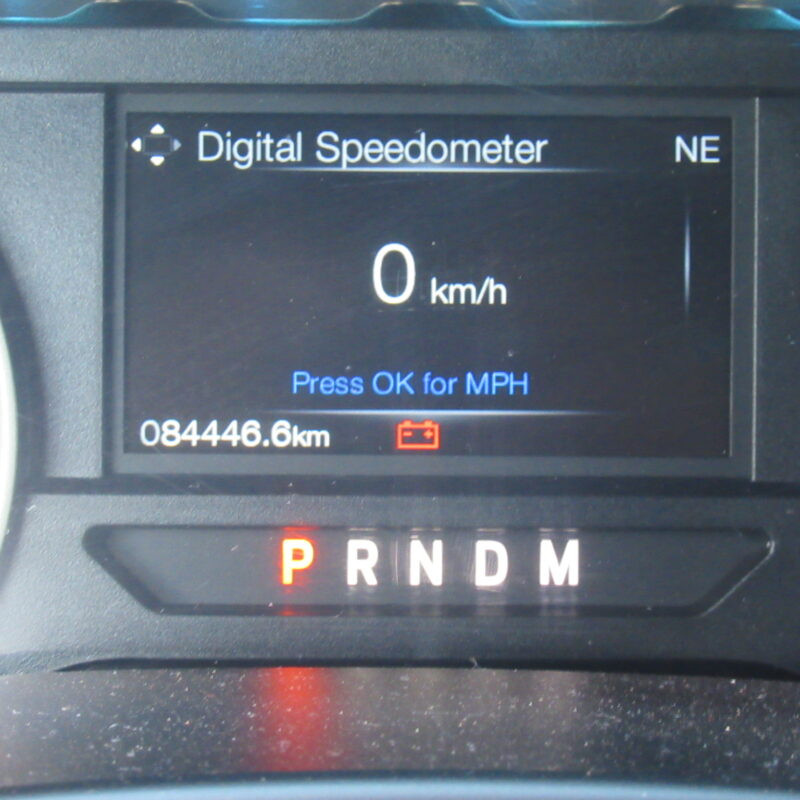 Digital Speedometer NE
0 km/h
Press OK for MPH
084446.6km
P R N D M